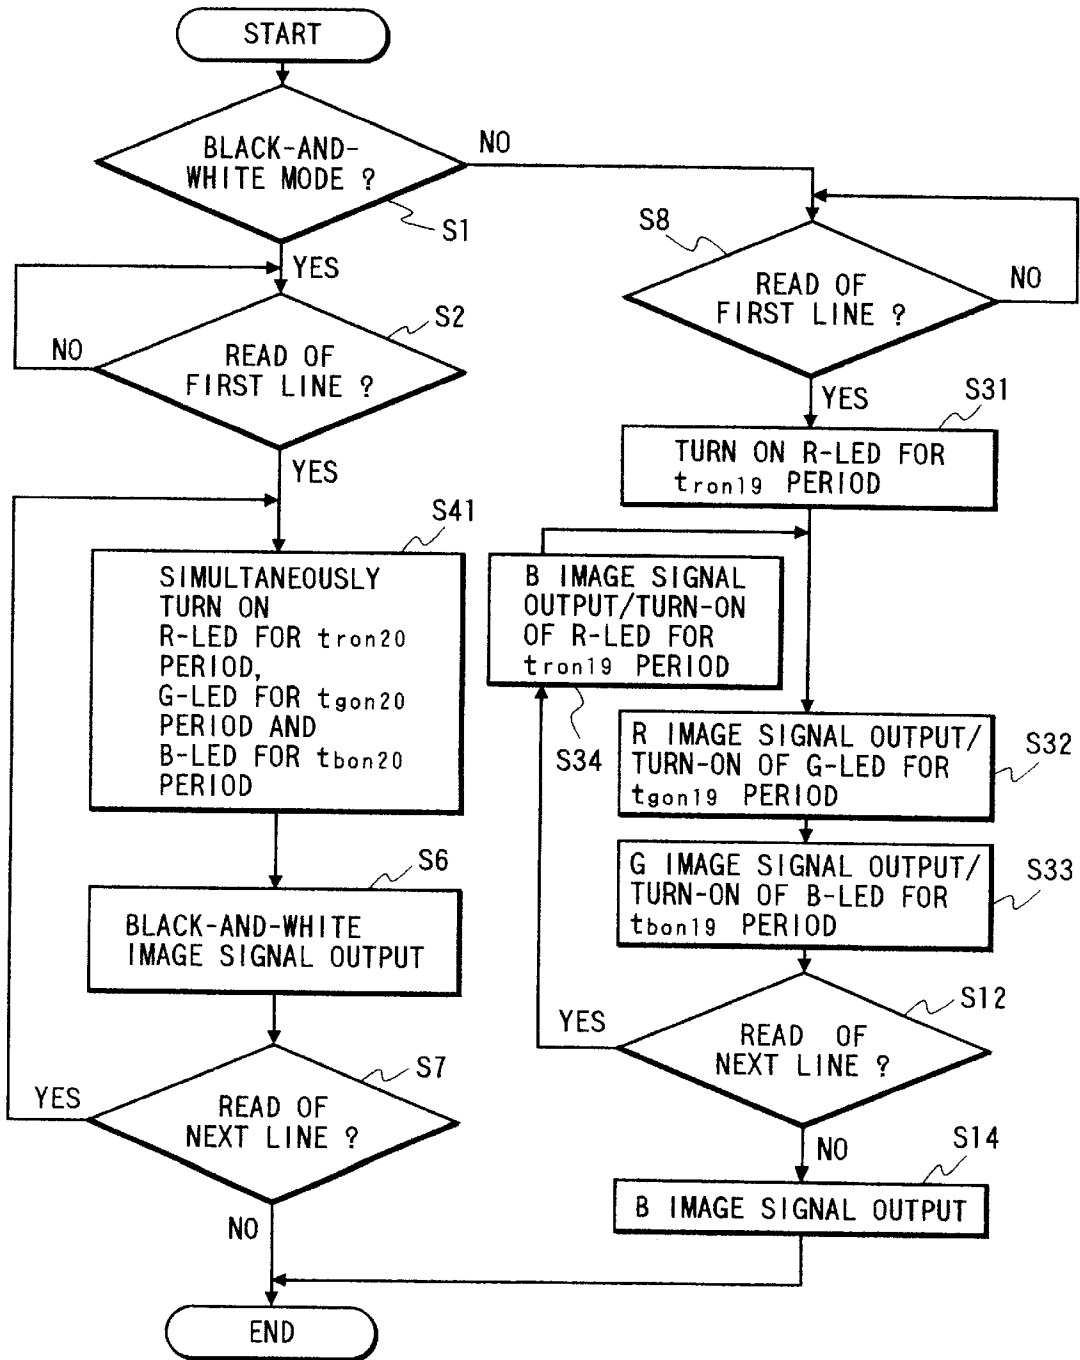 START
BLACK-AND-
WHITE MODE ?
S1
NO
YES
READ OF
FIRST LINE ?
S2
NO
YES
SIMULTANEOUSLY
TURN ON
R-LED FOR tron20
PERIOD,
G-LED FOR tgon20
PERIOD AND
B-LED FOR tbon20
PERIOD
S41
BLACK-AND-WHITE
IMAGE SIGNAL OUTPUT
S6
READ OF
NEXT LINE ?
S7
YES
NO
READ OF
FIRST LINE ?
S8
NO
YES
TURN ON R-LED FOR
tron19 PERIOD
S31
B IMAGE SIGNAL
OUTPUT/TURN-ON
OF R-LED FOR
tron19 PERIOD
S34
R IMAGE SIGNAL OUTPUT/
TURN-ON OF G-LED FOR
tgon19 PERIOD
S32
G IMAGE SIGNAL OUTPUT/
TURN-ON OF B-LED FOR
tbon19 PERIOD
S33
READ OF
NEXT LINE ?
S12
YES
NO
B IMAGE SIGNAL OUTPUT
S14
END